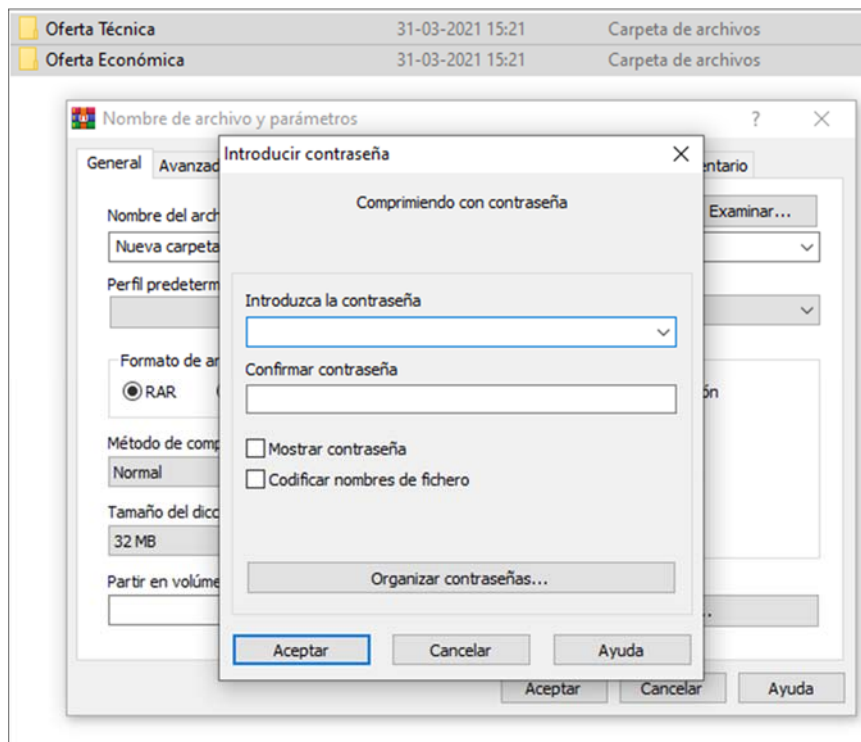 Oferta Técnica 31-03-2021 15:21 Carpeta de archivos
Oferta Económica 31-03-2021 15:21 Carpeta de archivos
Nombre de archivo y parámetros
General Avanzad entario
Introducir contraseña
Comprimiendo con contraseña
Nombre del arch Examinar...
Nueva carpeta
Perfil predeterm
Introduzca la contraseña
Formato de ar
Confirmar contraseña
RAR ón
Método de comp
Mostrar contraseña
Normal
Codificar nombres de fichero
Tamaño del dicc
32 MB
Partir en volúme
Organizar contraseñas...
Aceptar Cancelar Ayuda
Aceptar Cancelar Ayuda